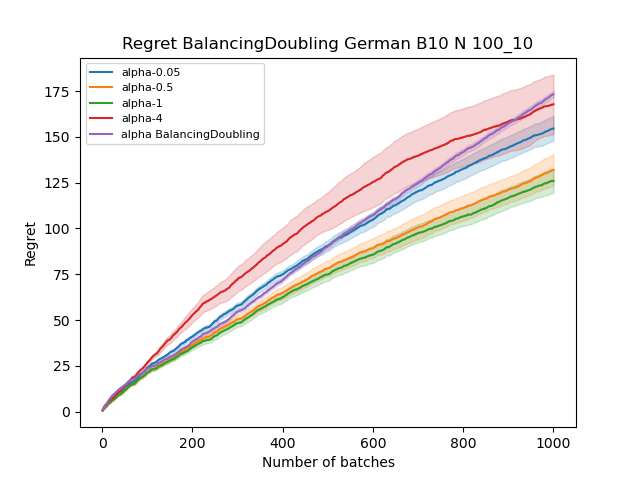 Regret BalancingDoubling German B10 N 100_10
alpha-0.05
alpha-0.5
alpha-1
alpha-4
alpha BalancingDoubling
Regret
175
150
125
100
75
50
25
0
0 200 400 600 800 1000
Number of batches